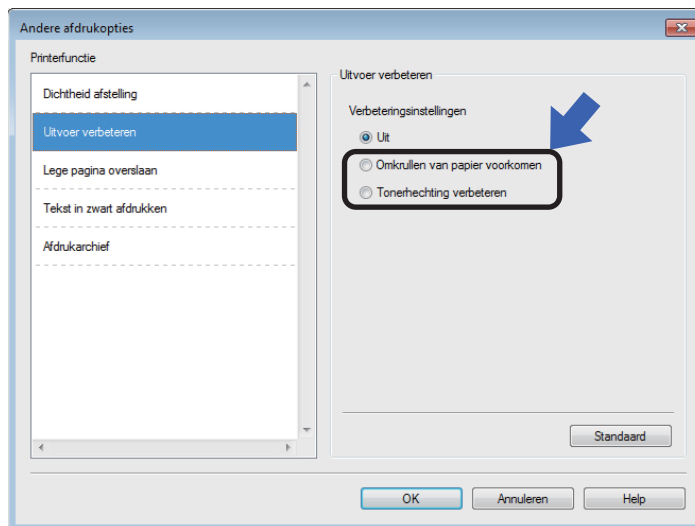 Andere afdrukopties
Printerfunctie
Dichtheid afstelling
Uitvoer verbeteren
Lege pagina overslaan
Tekst in zwart afdrukken
Afdrukarchief
Uitvoer verbeteren
Verbeteringsinstellingen
Uit
Omkrullen van papier voorkomen
Tonerhechting verbeteren
Standaard
OK
Annuleren
Help